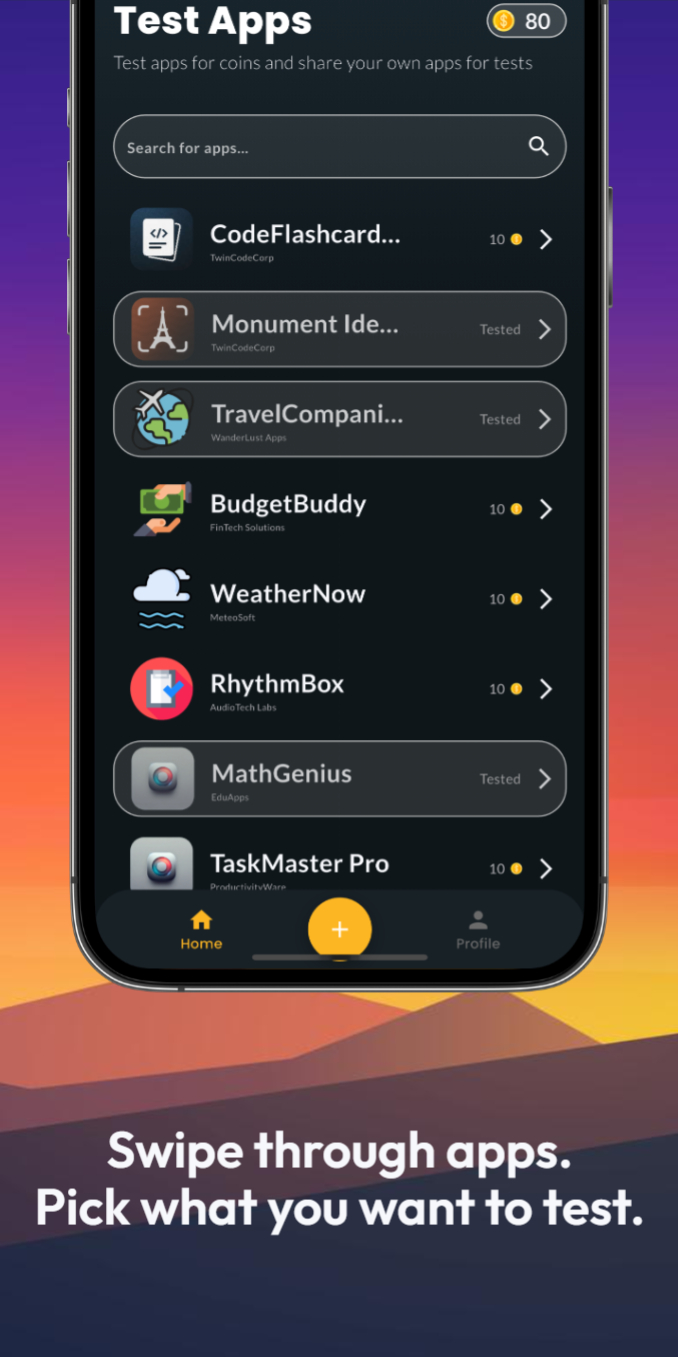 Test Apps
80
Test apps for coins and share your own apps for tests
Search for apps...
CodeFlashcard...
TwinCodeCorp
10
Monument Ide...
TwinCodeCorp
Tested
TravelCompani...
WanderLust Apps
Tested
BudgetBuddy
FinTech Solutions
10
WeatherNow
MeteoSoft
10
RhythmBox
AudioTech Labs
10
MathGenius
EduApps
Tested
TaskMaster Pro
ProductivityWare
10
Home
Profile
Swipe through apps.
Pick what you want to test.